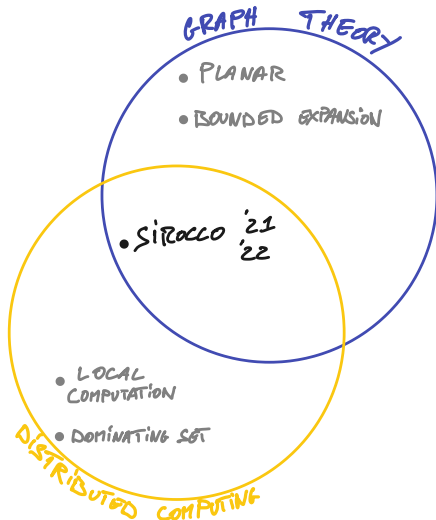 GRAPH THEORY
• PLANAR
• BOUNDED EXPANSION
• SIROCCO '21
'22
• LOCAL
COMPUTATION
• DOMINATING SET
DISTRIBUTED COMPUTING